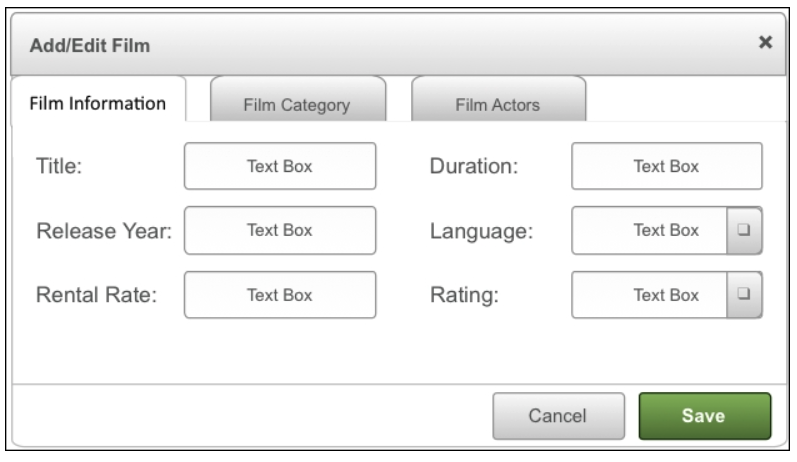 Add/Edit Film ×
Film Information Film Category Film Actors
Title: Text Box Duration: Text Box
Release Year: Text Box Language: Text Box
Rental Rate: Text Box Rating: Text Box
Cancel Save